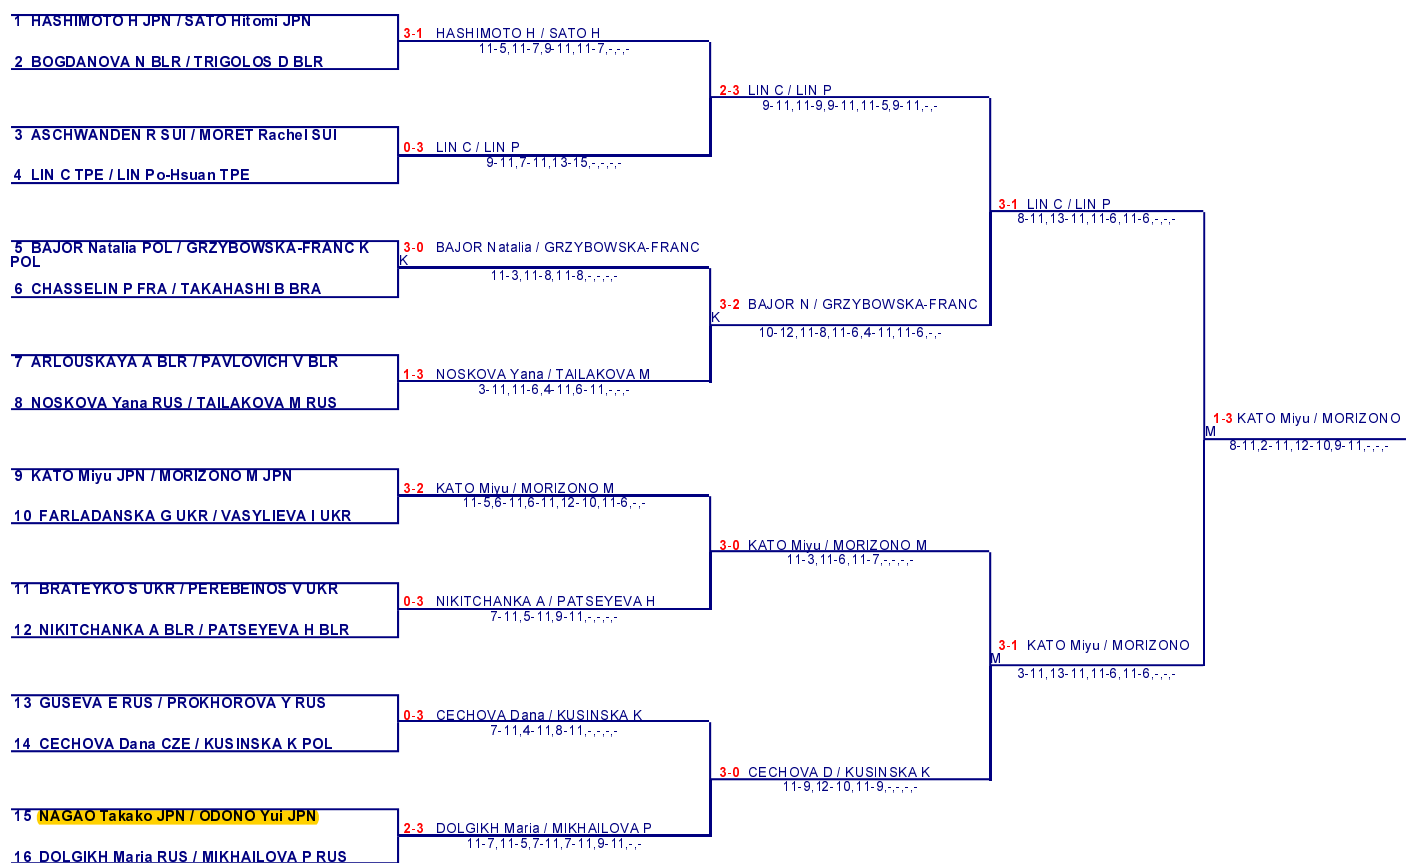 1 HASHIMOTO H JPN / SATO Hitomi JPN
3-1 HASHIMOTO H / SATO H
11-5,11-7,9-11,11-7,-,-,-
2 BOGDANOVA N BLR / TRIGOLOS D BLR
2-3 LIN C / LIN P
9-11,11-9,9-11,11-5,9-11,-,-
3 ASCHWANDEN R SUI / MORET Rachel SUI
0-3 LIN C / LIN P
9-11,7-11,13-15,-,-,-,-
4 LIN C TPE / LIN Po-Hsuan TPE
3-1 LIN C / LIN P
8-11,13-11,11-6,11-6,-,-,-
5 BAJOR Natalia POL / GRZYBOWSKA-FRANC K
POL
3-0 BAJOR Natalia / GRZYBOWSKA-FRANC
K
11-3,11-8,11-8,-,-,-,-
6 CHASSELIN P FRA / TAKAHASHI B BRA
3-2 BAJOR N / GRZYBOWSKA-FRANC
K
10-12,11-8,11-6,4-11,11-6,-,-
7 ARLOUSKAYA A BLR / PAVLOVICH V BLR
1-3 NOSKOVA Yana / TAILAKOVA M
3-11,11-6,4-11,6-11,-,-,-
8 NOSKOVA Yana RUS / TAILAKOVA M RUS
1-3 KATO Miyu / MORIZONO
M
8-11,2-11,12-10,9-11,-,-,-
9 KATO Miyu JPN / MORIZONO M JPN
3-2 KATO Miyu / MORIZONO M
11-5,6-11,6-11,12-10,11-6,-,-
10 FARLADANSKA G UKR / VASYLIEVA I UKR
3-0 KATO Miyu / MORIZONO M
11-3,11-6,11-7,-,-,-,-
11 BRATEYKO S UKR / PEREBEINOS V UKR
0-3 NIKITCHANKA A / PATSEYEVA H
7-11,5-11,9-11,-,-,-,-
12 NIKITCHANKA A BLR / PATSEYEVA H BLR
3-1 KATO Miyu / MORIZONO
M
3-11,13-11,11-6,11-6,-,-,-
13 GUSEVA E RUS / PROKHOROVA Y RUS
0-3 CECHOVA Dana / KUSINSKA K
7-11,4-11,8-11,-,-,-,-
14 CECHOVA Dana CZE / KUSINSKA K POL
3-0 CECHOVA D / KUSINSKA K
11-9,12-10,11-9,-,-,-,-
15 NAGAO Takako JPN / ODONO Yui JPN
2-3 DOLGIKH Maria / MIKHAILOVA P
11-7,11-5,7-11,7-11,9-11,-,-
16 DOLGIKH Maria RUS / MIKHAILOVA P RUS